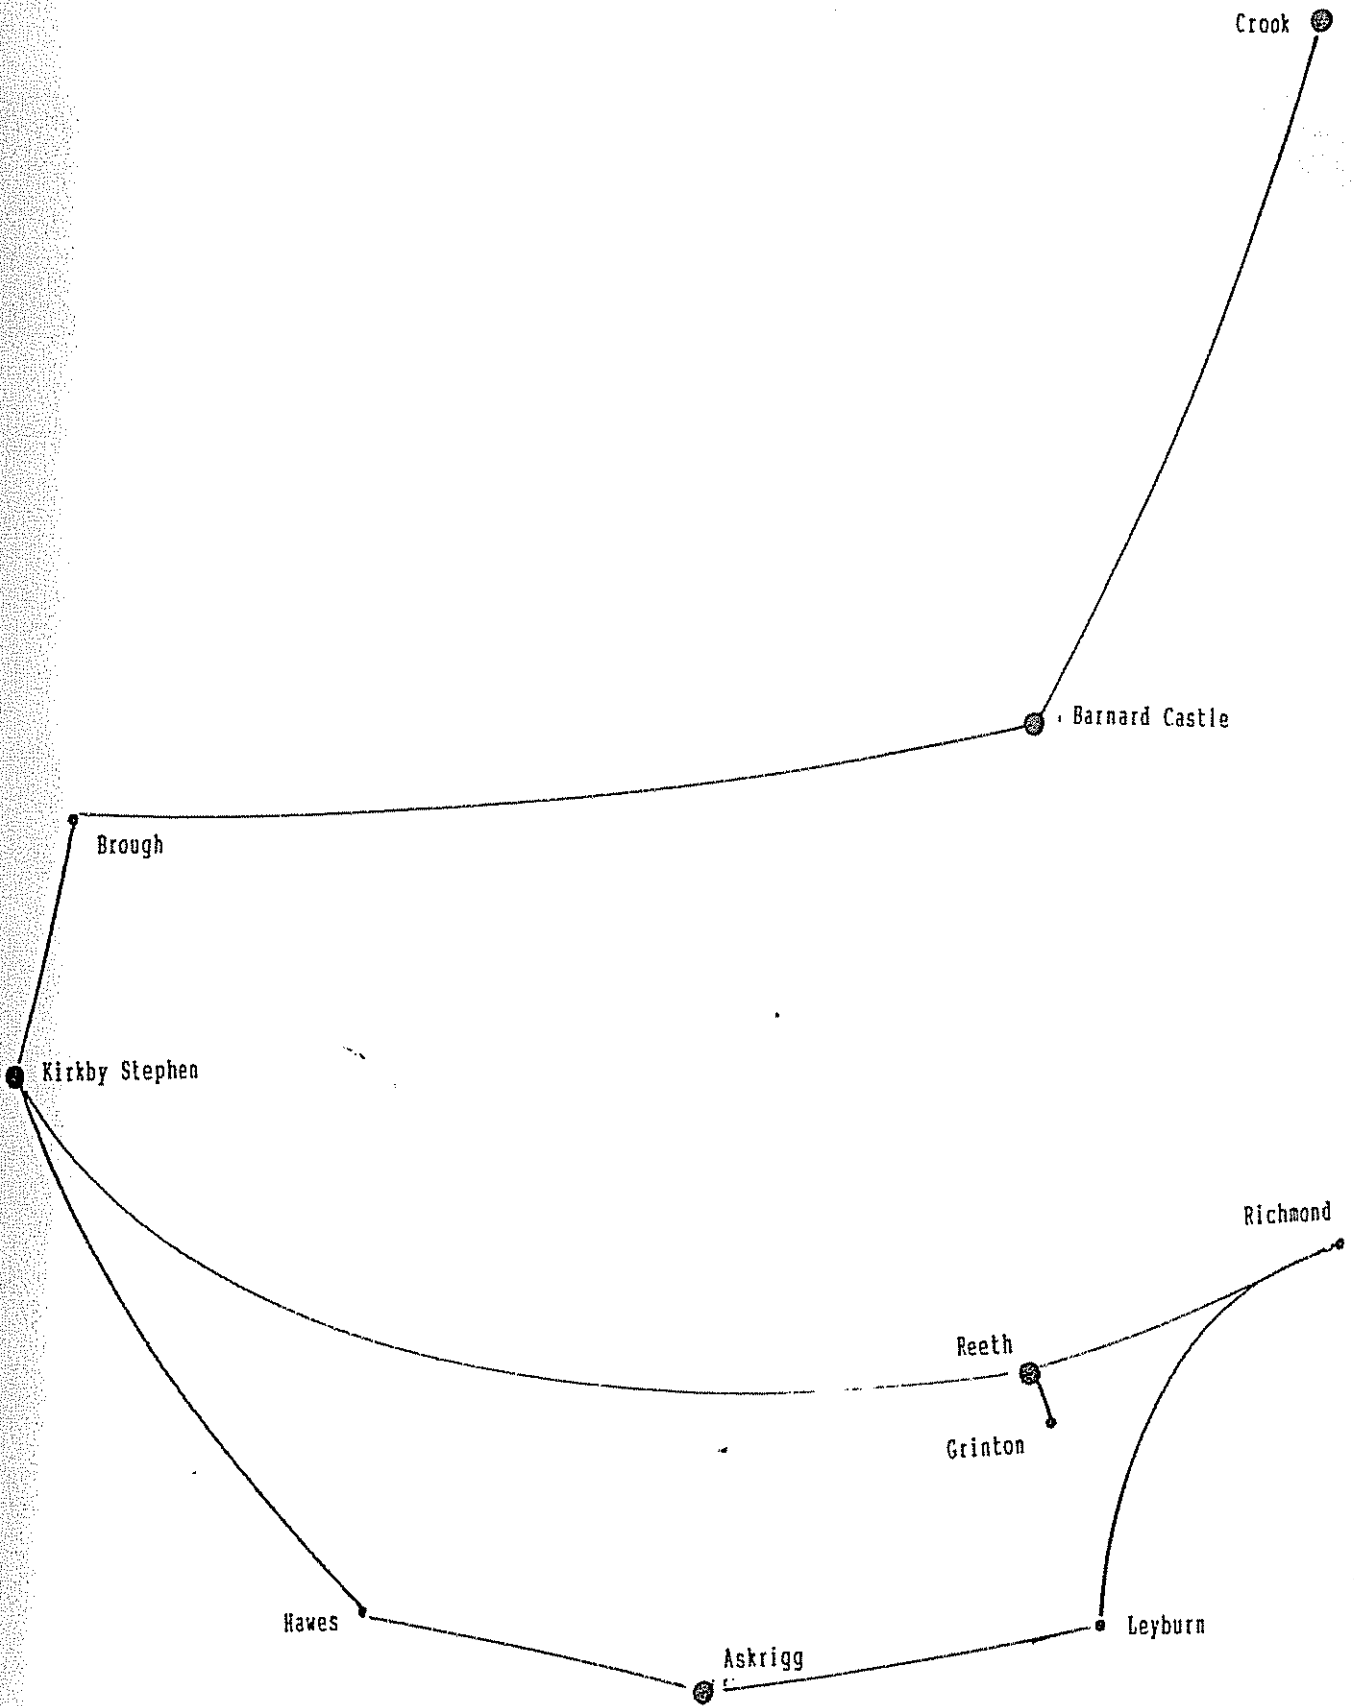 Crook
Barnard Castle
Brough
Kirkby Stephen
Richmond
Reeth
Grinton
Hawes
Leyburn
Askrigg